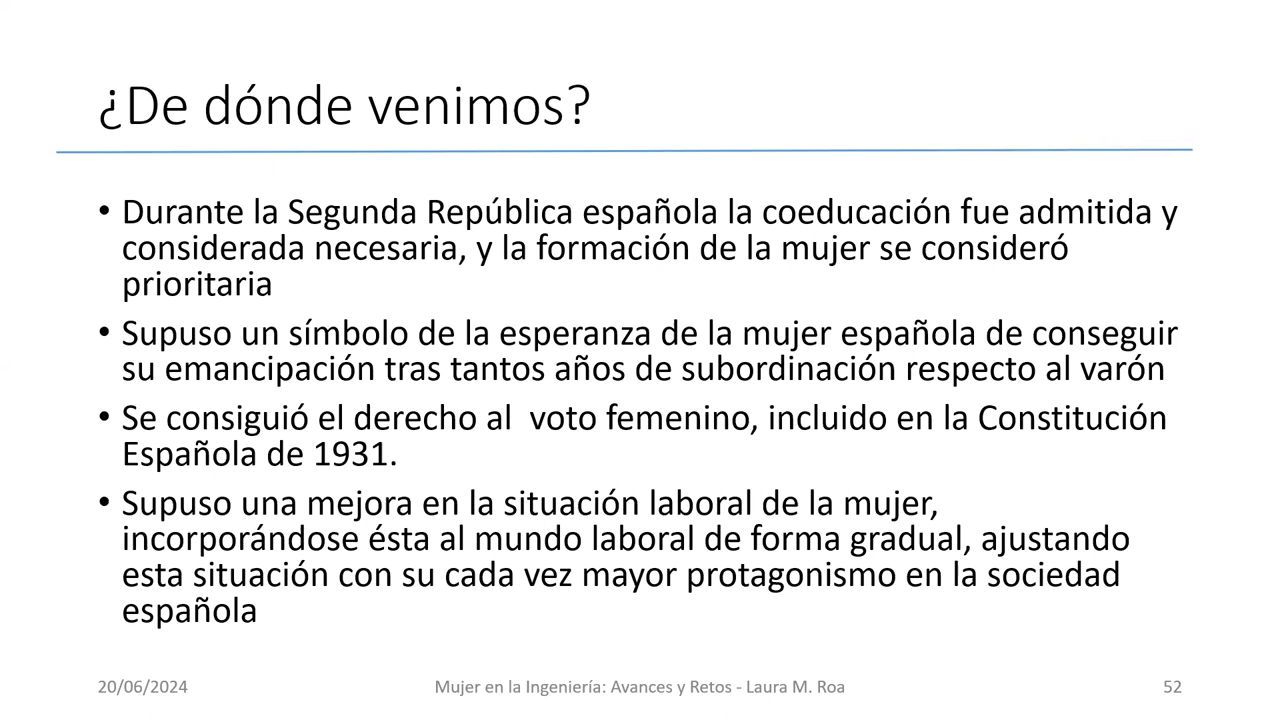 ¿De dónde venimos?
• Durante la Segunda República española la coeducación fue admitida y
considerada necesaria, y la formación de la mujer se consideró
prioritaria
• Supuso un símbolo de la esperanza de la mujer española de conseguir
su emancipación tras tantos años de subordinación respecto al varón
• Se consiguió el derecho al  voto femenino, incluido en la Constitución
Española de 1931.
• Supuso una mejora en la situación laboral de la mujer,
incorporándose ésta al mundo laboral de forma gradual, ajustando
esta situación con su cada vez mayor protagonismo en la sociedad
española
20/06/2024 Mujer en la Ingeniería: Avances y Retos - Laura M. Roa 52